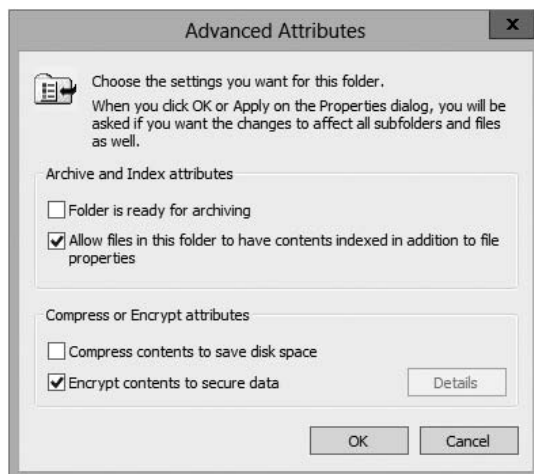 Advanced Attributes
x
Choose the settings you want for this folder.
When you click OK or Apply on the Properties dialog, you will be
asked if you want the changes to affect all subfolders and files
as well.
Archive and Index attributes
Folder is ready for archiving
Allow files in this folder to have contents indexed in addition to file
properties
Compress or Encrypt attributes
Compress contents to save disk space
Encrypt contents to secure data
Details
OK
Cancel